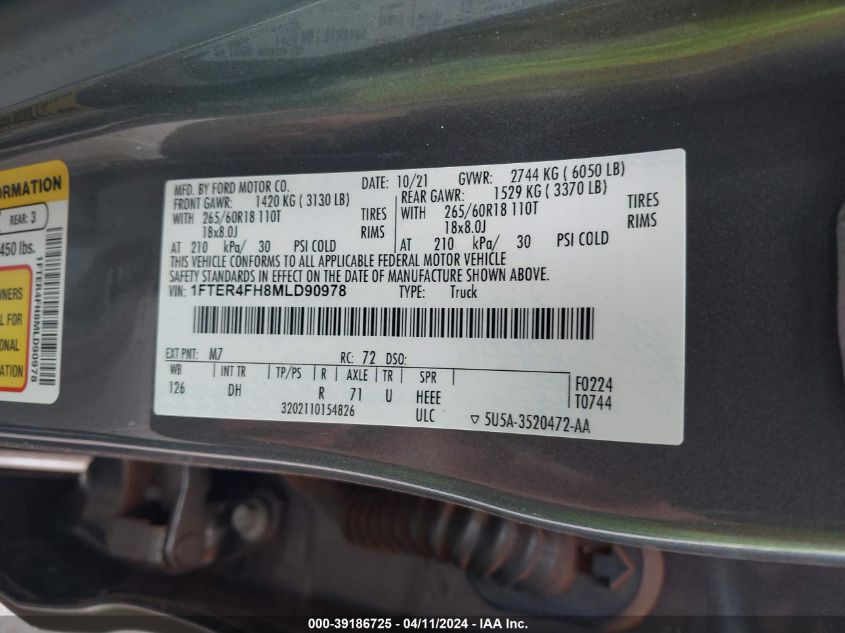 ORMATION
REAR: 3
450 lbs.
NERS
L FOR
ONAL
ATION
1FTER4FH8MLD90978
MFD. BY FORD MOTOR CO. DATE: 10/21 GVWR: 2744 KG ( 6050 LB)
FRONT GAWR: 1420 KG ( 3130 LB) REAR GAWR: 1529 KG ( 3370 LB)
WITH 265/60R18 110T TIRES WITH 265/60R18 110T TIRES
18x8.0J RIMS 18x8.0J RIMS
AT 210 kPa/ 30 PSI COLD AT 210 kPa/ 30 PSI COLD
THIS VEHICLE CONFORMS TO ALL APPLICABLE FEDERAL MOTOR VEHICLE
SAFETY STANDARDS IN EFFECT ON THE DATE OF MANUFACTURE SHOWN ABOVE.
VIN: 1FTER4FH8MLD90978 TYPE: Truck
EXT PNT: M7 RC: 72 DSO:
WB INT TR TP/PS R AXLE TR SPR F0224
126 DH R 71 U HEEE T0744
3202110154826 ULC ▽ 5U5A-3520472-AA
000-39186725 - 04/11/2024 - IAAI.com